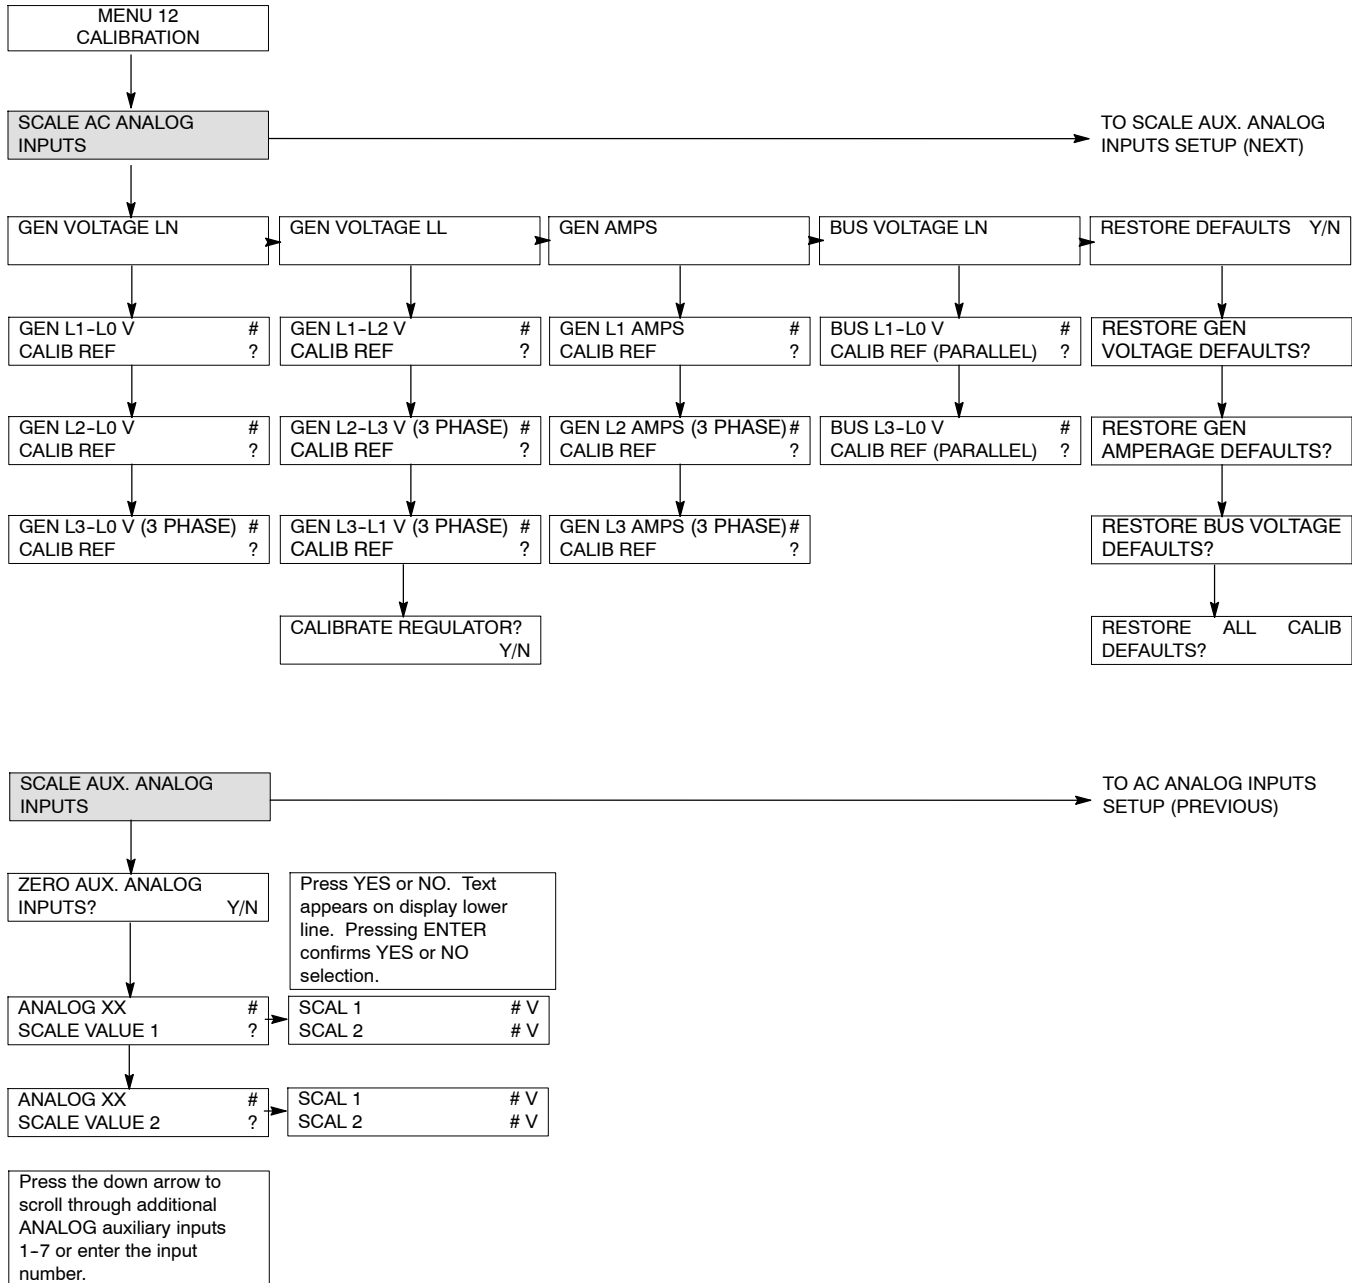 MENU 12
CALIBRATION
SCALE AC ANALOG
INPUTS
TO SCALE AUX. ANALOG
INPUTS SETUP (NEXT)
GEN VOLTAGE LN
GEN VOLTAGE LL
GEN AMPS
BUS VOLTAGE LN
RESTORE DEFAULTS Y/N
GEN L1-L0 V #
CALIB REF ?
GEN L1-L2 V #
CALIB REF ?
GEN L1 AMPS #
CALIB REF ?
BUS L1-L0 V #
CALIB REF (PARALLEL) ?
RESTORE GEN
VOLTAGE DEFAULTS?
GEN L2-L0 V #
CALIB REF ?
GEN L2-L3 V (3 PHASE) #
CALIB REF ?
GEN L2 AMPS (3 PHASE) #
CALIB REF ?
BUS L3-L0 V #
CALIB REF (PARALLEL) ?
RESTORE GEN
AMPERAGE DEFAULTS?
GEN L3-L0 V (3 PHASE) #
CALIB REF ?
GEN L3-L1 V (3 PHASE) #
CALIB REF ?
GEN L3 AMPS (3 PHASE) #
CALIB REF ?
RESTORE BUS VOLTAGE
DEFAULTS?
CALIBRATE REGULATOR?
Y/N
RESTORE ALL CALIB
DEFAULTS?
SCALE AUX. ANALOG
INPUTS
TO AC ANALOG INPUTS
SETUP (PREVIOUS)
ZERO AUX. ANALOG
INPUTS? Y/N
Press YES or NO. Text
appears on display lower
line. Pressing ENTER
confirms YES or NO
selection.
ANALOG XX #
SCALE VALUE 1 ?
SCAL 1 # V
SCAL 2 # V
ANALOG XX #
SCALE VALUE 2 ?
SCAL 1 # V
SCAL 2 # V
Press the down arrow to
scroll through additional
ANALOG auxiliary inputs
1-7 or enter the input
number.